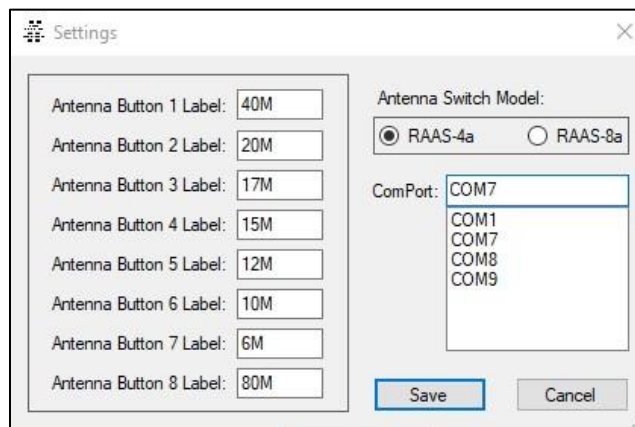 Settings
Antenna Button 1 Label: 40M
Antenna Button 2 Label: 20M
Antenna Button 3 Label: 17M
Antenna Button 4 Label: 15M
Antenna Button 5 Label: 12M
Antenna Button 6 Label: 10M
Antenna Button 7 Label: 6M
Antenna Button 8 Label: 80M
Antenna Switch Model:
RAAS-4a RAAS-8a
ComPort: COM7
COM1
COM7
COM8
COM9
Save Cancel